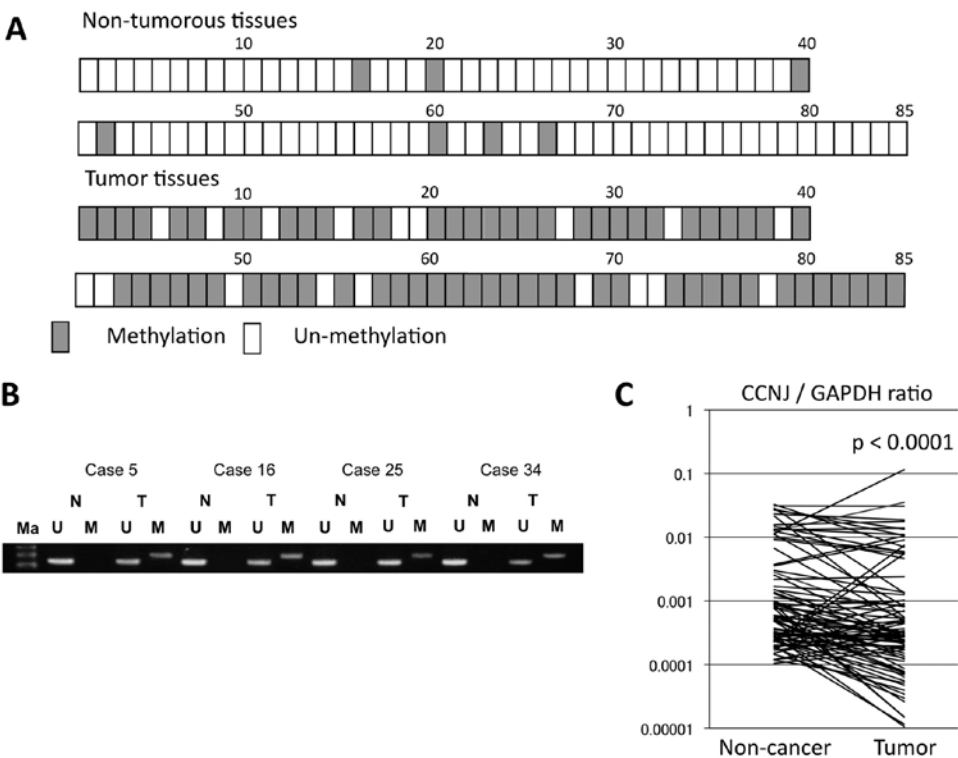 A
Non-tumorous tissues
10 20 30 40
50 60 70 80 85
Tumor tissues
10 20 30 40
50 60 70 80 85
Methylation Un-methylation
B
Case 5 Case 16 Case 25 Case 34
N T N T N T N T
Ma U M U M U M U M U M U M U M U M
C
CCNJ / GAPDH ratio
p < 0.0001
1
0.1
0.01
0.001
0.0001
0.00001
Non-cancer Tumor